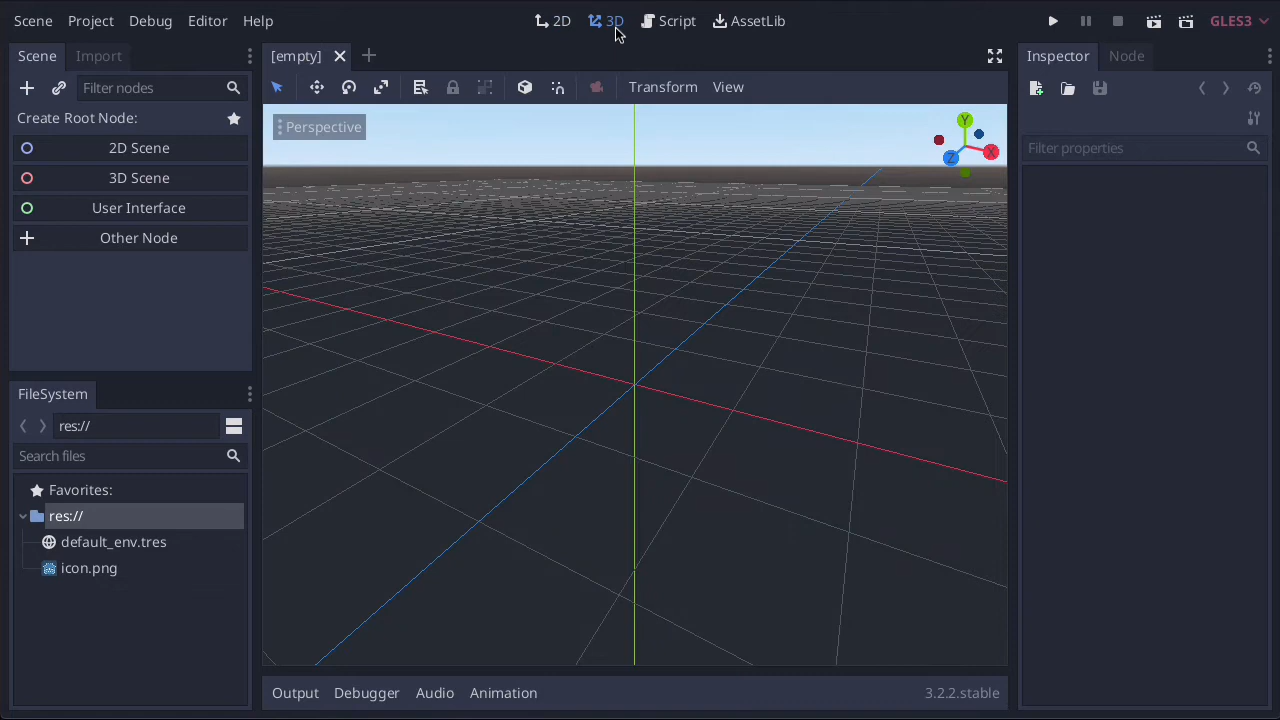 Scene Project Debug Editor Help
2D 3D Script AssetLib
GLES3
Scene Import
Filter nodes
Create Root Node:
2D Scene
3D Scene
User Interface
Other Node
FileSystem
res://
Search files
Favorites:
res://
default_env.tres
icon.png
[empty]
Transform View
Perspective
Y
X
Z
Output Debugger Audio Animation
3.2.2.stable
Inspector Node
Filter properties